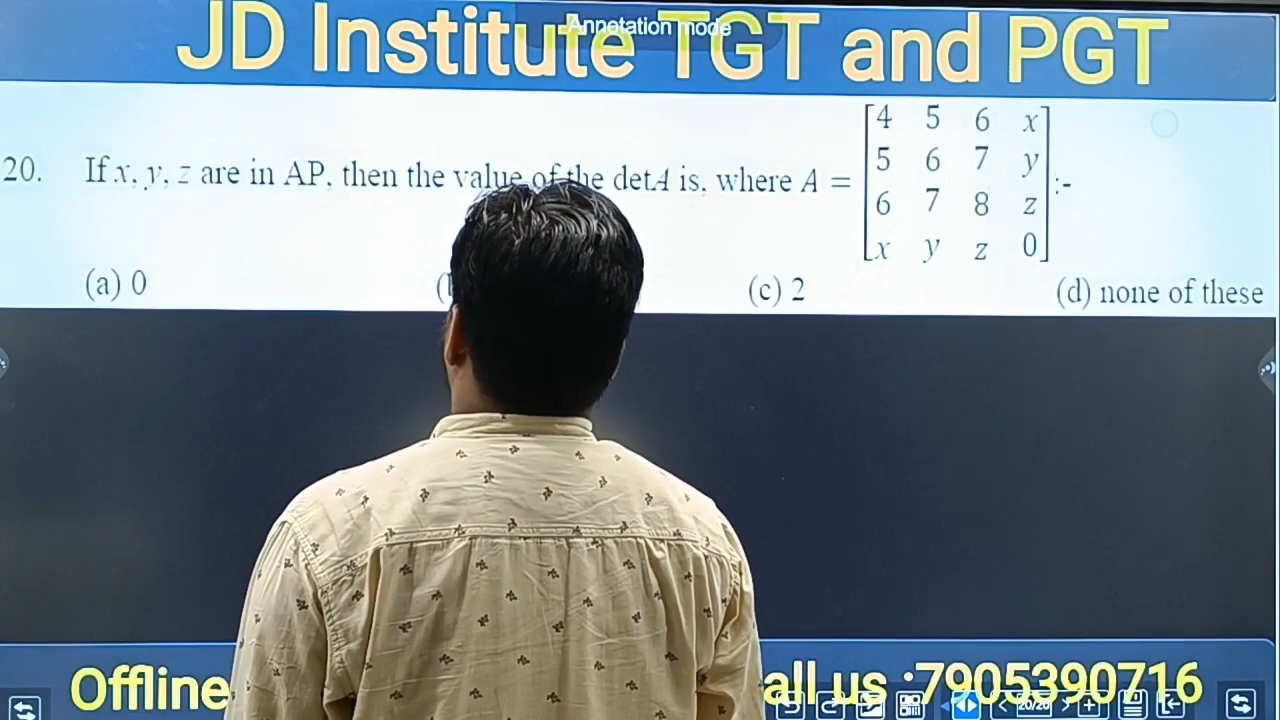 JD Institute TGT and PGT
Annotation mode
20. If x, y, z are in AP, then the value of the detA is, where A = [4 5 6 x
5 6 7 y
6 7 8 z
x y z 0] :-
(a) 0 (c) 2 (d) none of these
Offline all us :7905390716
20/20